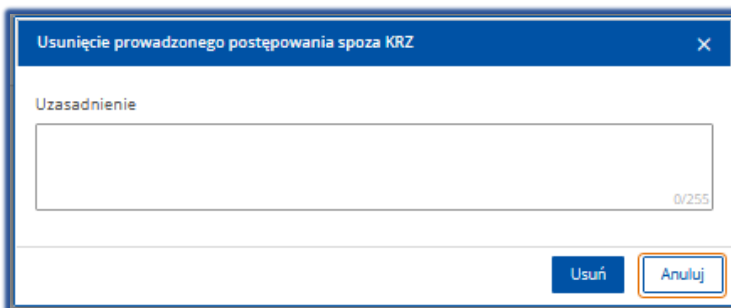 Usunięcie prowadzonego postępowania spoza KRZ
Uzasadnienie
0/255
Usuń Anuluj